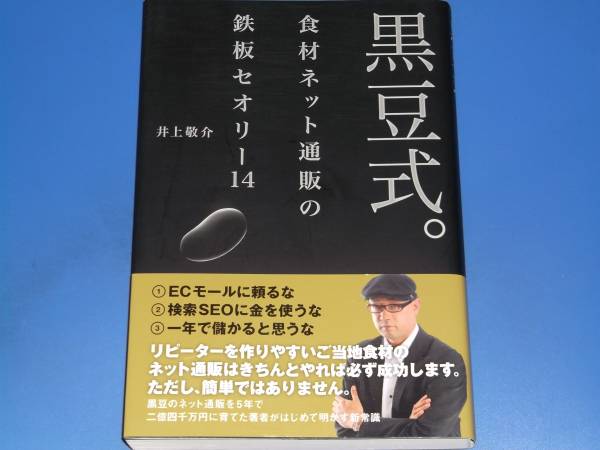 黒豆式。
食材ネット通販の
鉄板セオリー14
井上敬介
①ECモールに頼るな
②検索SEOに金を使うな
③一年で儲かると思うな
リピーターを作りやすいご当地食材の
ネット通販はきちんとやれば必ず成功します。
ただし、簡単ではありません。
黒豆のネット通販を5年で
二億四千万円に育てた著者がはじめて明かす新常識